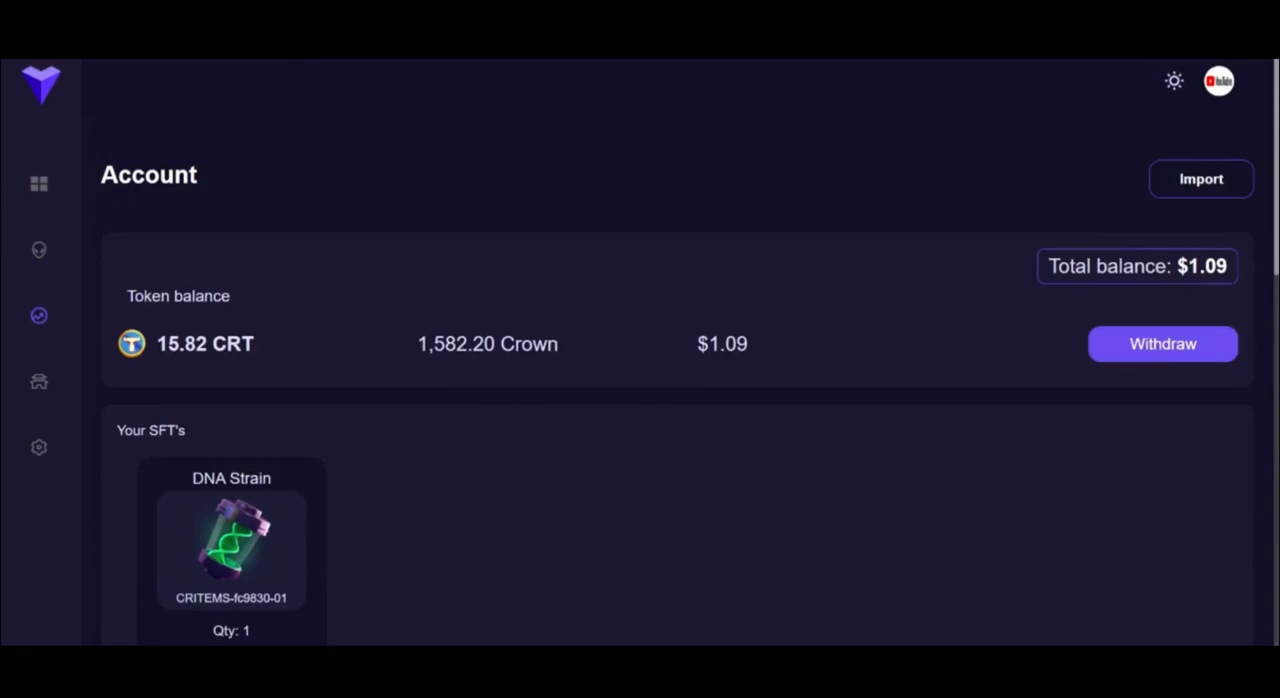 YouTube
Account
Import
Total balance: $1.09
Token balance
15.82 CRT
1,582.20 Crown
$1.09
Withdraw
Your SFT's
DNA Strain
CRITEMS-fc9830-01
Qty: 1